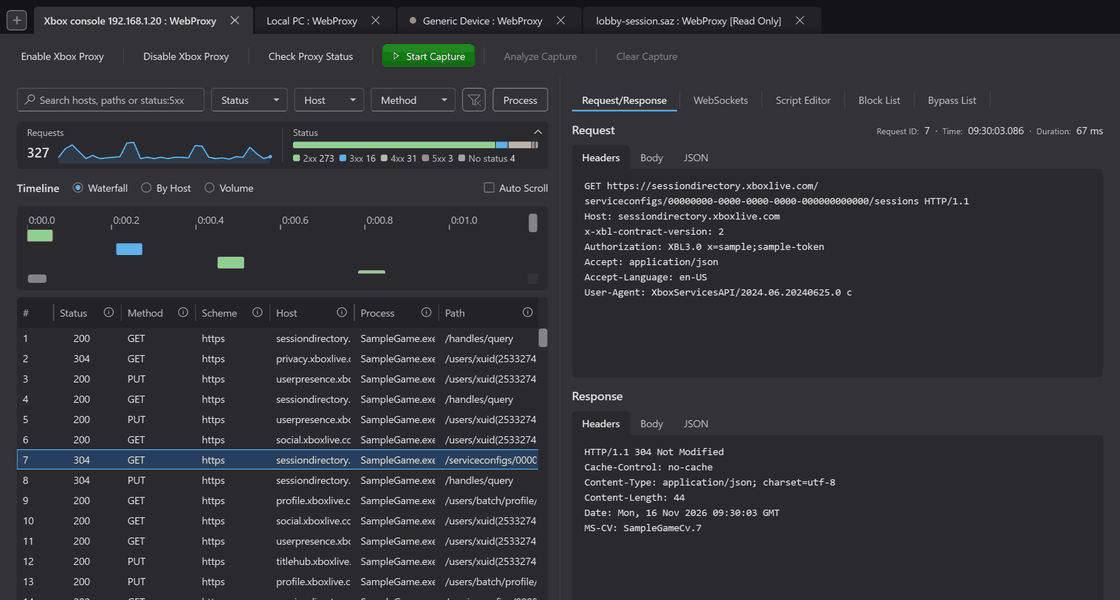 Xbox console 192.168.1.20 : WebProxy
Local PC : WebProxy
Generic Device : WebProxy
lobby-session.saz : WebProxy [Read Only]
Enable Xbox Proxy
Disable Xbox Proxy
Check Proxy Status
Start Capture
Analyze Capture
Clear Capture
Search hosts, paths or status:5xx
Status
Host
Method
Process
Requests
327
Status
2xx 273 3xx 16 4xx 31 5xx 3 No status 4
Timeline Waterfall By Host Volume Auto Scroll
0:00.0 0:00.2 0:00.4 0:00.6 0:00.8 0:01.0
# Status Method Scheme Host Process Path
1 200 GET https sessiondirectory. SampleGame.exe /handles/query
2 304 GET https privacy.xboxlive.c SampleGame.exe /users/xuid(2533274
3 200 PUT https userpresence.xbc SampleGame.exe /users/xuid(2533274
4 200 GET https sessiondirectory. SampleGame.exe /handles/query
5 200 PUT https userpresence.xbc SampleGame.exe /users/xuid(2533274
6 200 GET https social.xboxlive.cc SampleGame.exe /users/xuid(2533274
7 304 GET https sessiondirectory. SampleGame.exe /serviceconfigs/0000
8 304 PUT https sessiondirectory. SampleGame.exe /handles/query
9 200 GET https profile.xboxlive.c SampleGame.exe /users/batch/profile/
10 200 GET https social.xboxlive.cc SampleGame.exe /users/xuid(2533274
11 200 GET https userpresence.xbc SampleGame.exe /users/xuid(2533274
12 200 PUT https titlehub.xboxlive. SampleGame.exe /users/xuid(2533274
13 200 PUT https profile.xboxlive.c SampleGame.exe /users/batch/profile/
Request/Response
WebSockets
Script Editor
Block List
Bypass List
Request
Request ID: 7 · Time: 09:30:03.086 · Duration: 67 ms
Headers Body JSON
GET https://sessiondirectory.xboxlive.com/
serviceconfigs/00000000-0000-0000-0000-000000000000/sessions HTTP/1.1
Host: sessiondirectory.xboxlive.com
x-xbl-contract-version: 2
Authorization: XBL3.0 x=sample;sample-token
Accept: application/json
Accept-Language: en-US
User-Agent: XboxServicesAPI/2024.06.20240625.0 c
Response
Headers Body JSON
HTTP/1.1 304 Not Modified
Cache-Control: no-cache
Content-Type: application/json; charset=utf-8
Content-Length: 44
Date: Mon, 16 Nov 2026 09:30:03 GMT
MS-CV: SampleGameCv.7